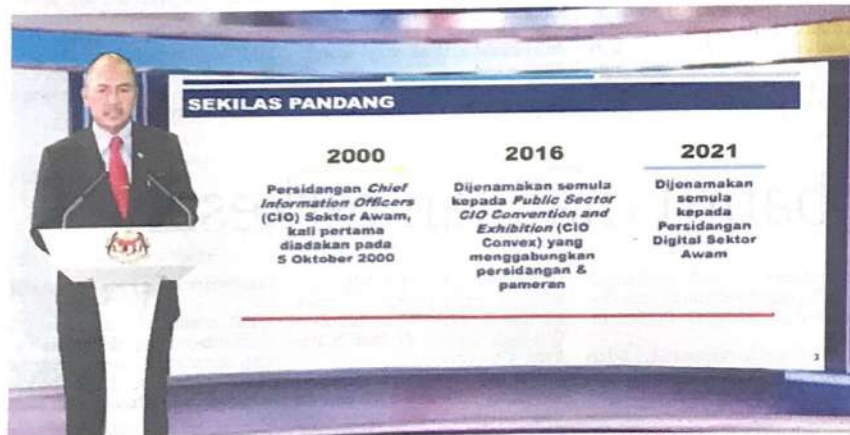 SEKILAS PANDANG
2000
Persidangan Chief
Information Officers
(CIO) Sektor Awam,
kali pertama
diadakan pada
5 Oktober 2000
2016
Dijenamakan semula
kepada Public Sector
CIO Convention and
Exhibition (CIO
Convex) yang
menggabungkan
persidangan &
pameran
2021
Dijenamakan
semula
kepada
Persidangan
Digital Sektor
Awam
3